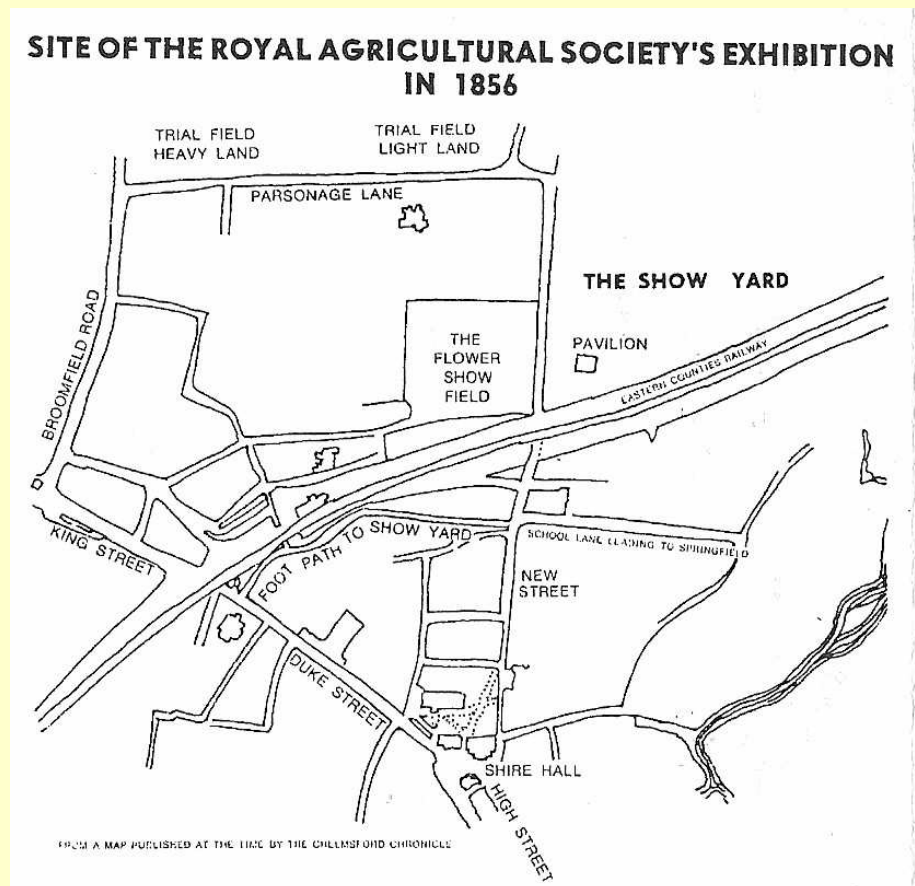 SITE OF THE ROYAL AGRICULTURAL SOCIETY'S EXHIBITION
IN 1856
TRIAL FIELD
HEAVY LAND
TRIAL FIELD
LIGHT LAND
PARSONAGE LANE
THE SHOW YARD
BROOMFIELD ROAD
THE
FLOWER
SHOW
FIELD
PAVILION
EASTERN COUNTIES RAILWAY
KING STREET
FOOT PATH TO SHOW YARD
SCHOOL LANE LEADING TO SPRINGFIELD
NEW
STREET
DUKE STREET
SHIRE HALL
HIGH STREET
FROM A MAP PUBLISHED AT THE TIME BY THE CHELMSFORD CHRONICLE